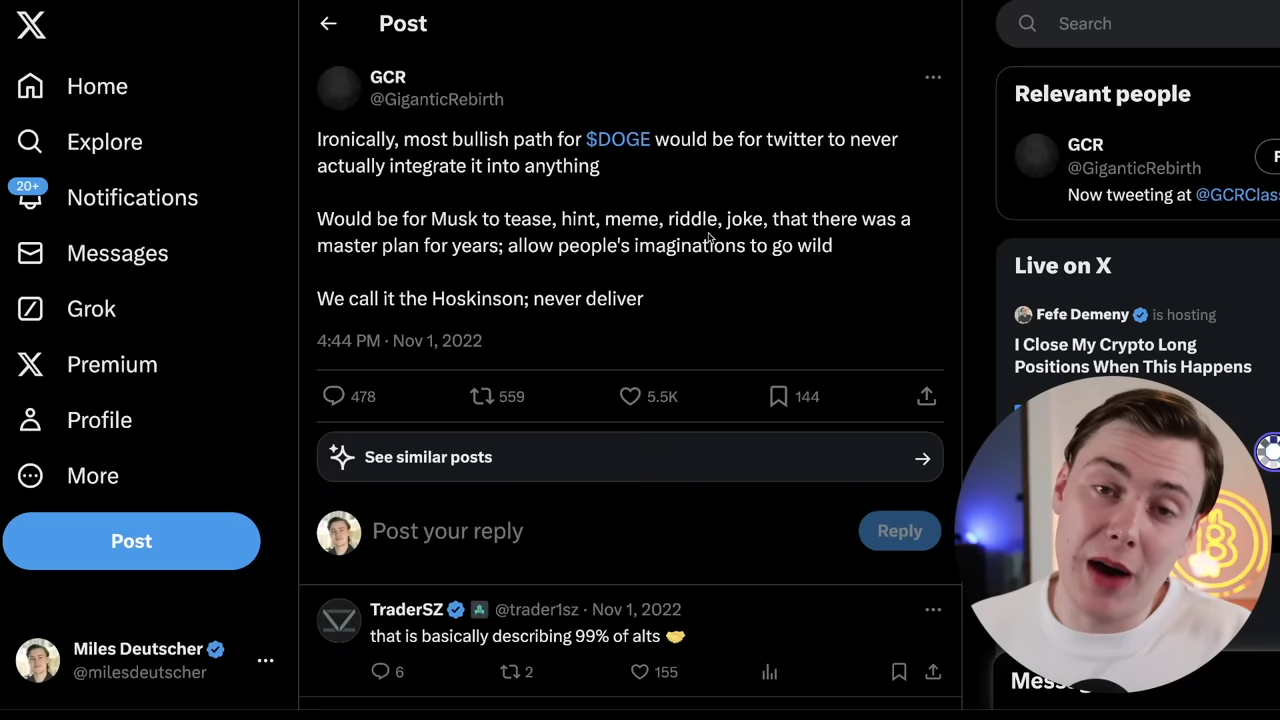 Home
Explore
20+
Notifications
Messages
Grok
Premium
Profile
More
Post
Miles Deutscher
@milesdeutscher
Post
GCR
@GiganticRebirth
Ironically, most bullish path for $DOGE would be for twitter to never
actually integrate it into anything
Would be for Musk to tease, hint, meme, riddle, joke, that there was a
master plan for years; allow people's imaginations to go wild
We call it the Hoskinson; never deliver
4:44 PM · Nov 1, 2022
478 559 5.5K 144
See similar posts
Post your reply
Reply
TraderSZ @trader1sz · Nov 1, 2022
that is basically describing 99% of alts 🤝
6 2 155
Search
Relevant people
GCR
@GiganticRebirth
F
Now tweeting at @GCRClas
Live on X
Fefe Demeny is hosting
I Close My Crypto Long
Positions When This Happens